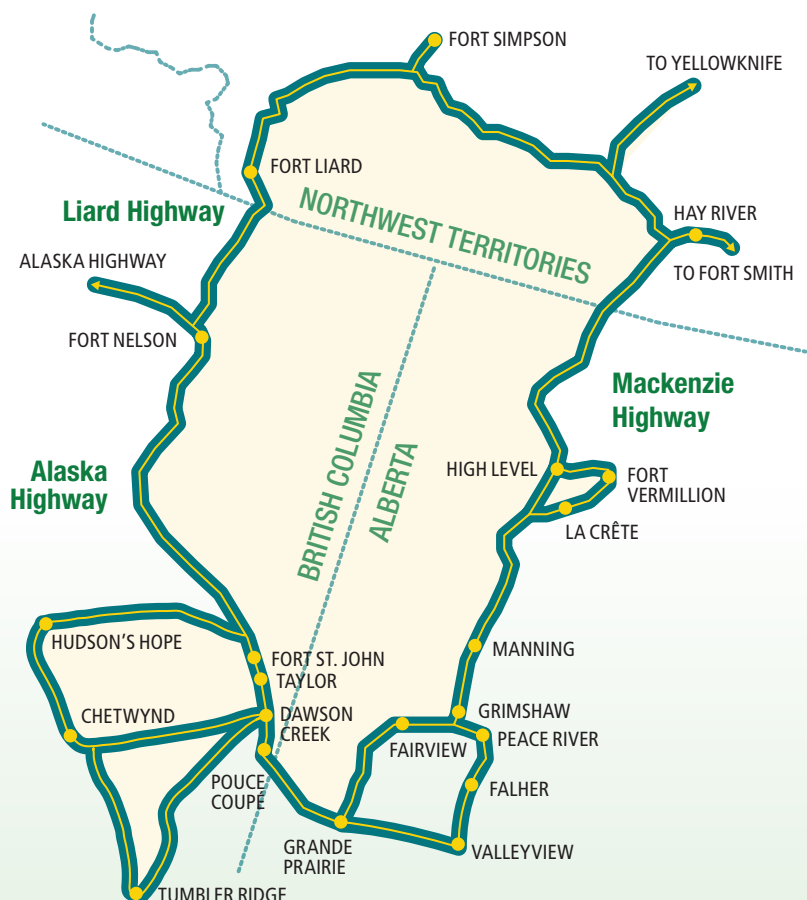 FORT SIMPSON
TO YELLOWKNIFE
FORT LIARD
Liard Highway
NORTHWEST TERRITORIES
HAY RIVER
TO FORT SMITH
ALASKA HIGHWAY
FORT NELSON
BRITISH COLUMBIA
ALBERTA
Mackenzie
Highway
Alaska
Highway
HIGH LEVEL
FORT
VERMILLION
LA CRÊTE
HUDSON'S HOPE
FORT ST. JOHN
TAYLOR
MANNING
CHETWYND
DAWSON
CREEK
GRIMSHAW
FAIRVIEW
PEACE RIVER
POUCE
COUPE
FALHER
GRANDE
PRAIRIE
VALLEYVIEW
TUMBLER RIDGE